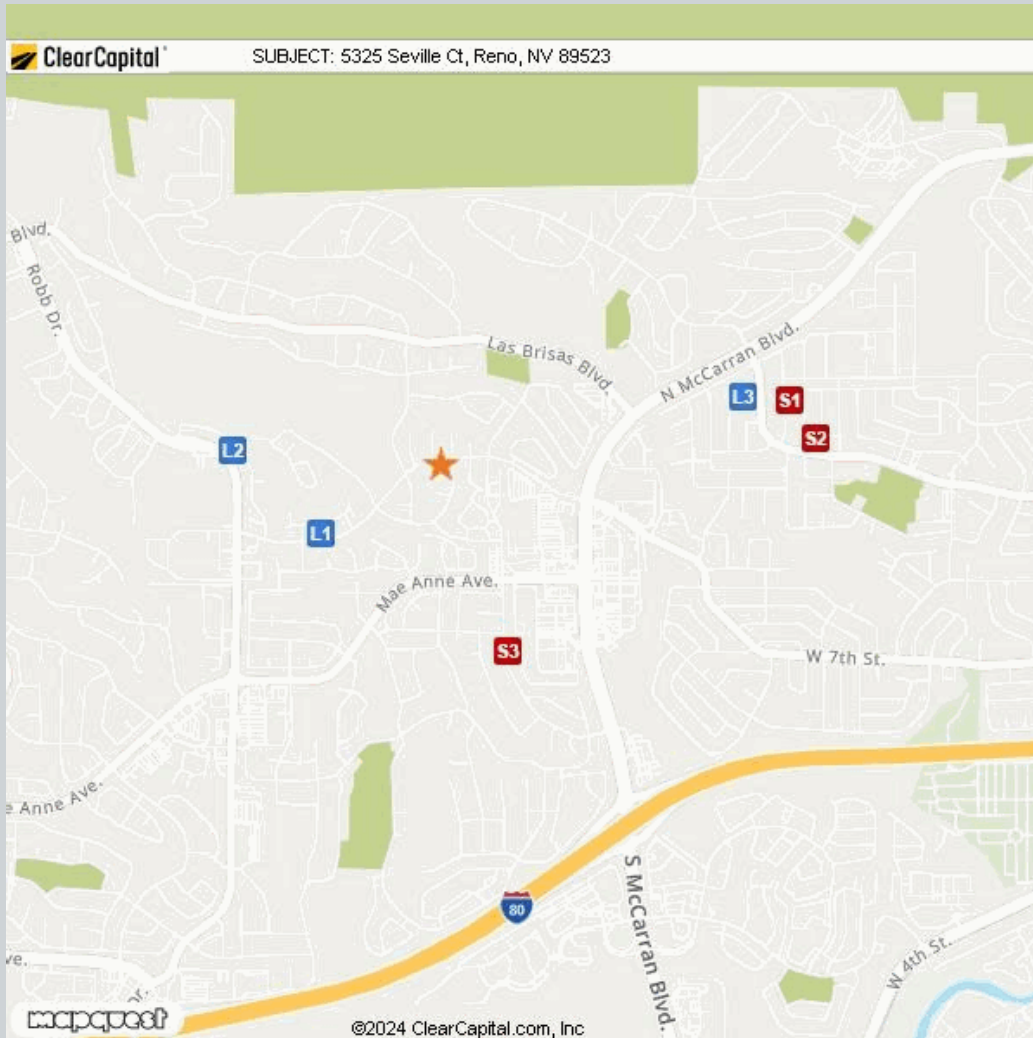 ClearCapital
SUBJECT: 5325 Seville Ct, Reno, NV 89523
Blvd.
Robb Dr.
Las Brisas Blvd.
N McCarran Blvd.
L3
S1
S2
L2
L1
Mae Anne Ave.
S3
W 7th St.
e Anne Ave.
80
S McCarran Blvd.
W 4th St.
ve.
Dr.
mapquest
©2024 ClearCapital.com, Inc